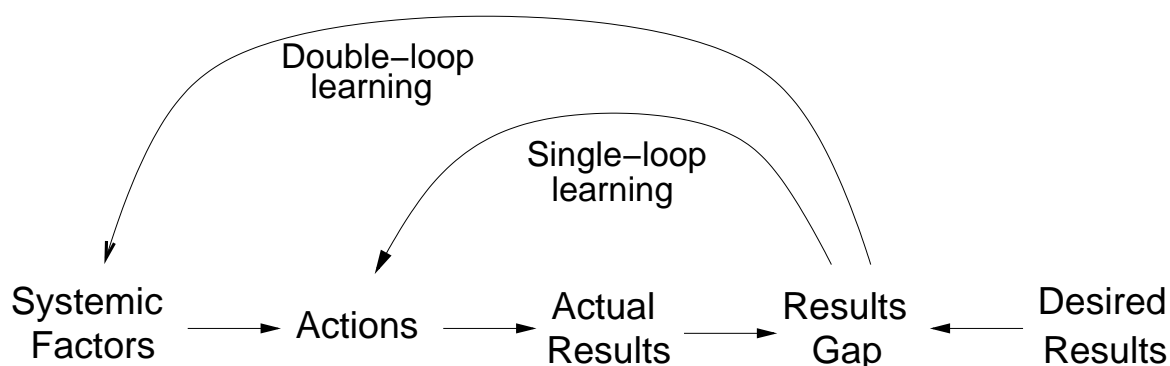 Double−loop
learning
Single−loop
learning
Systemic
Factors
Actions
Actual
Results
Results
Gap
Desired
Results